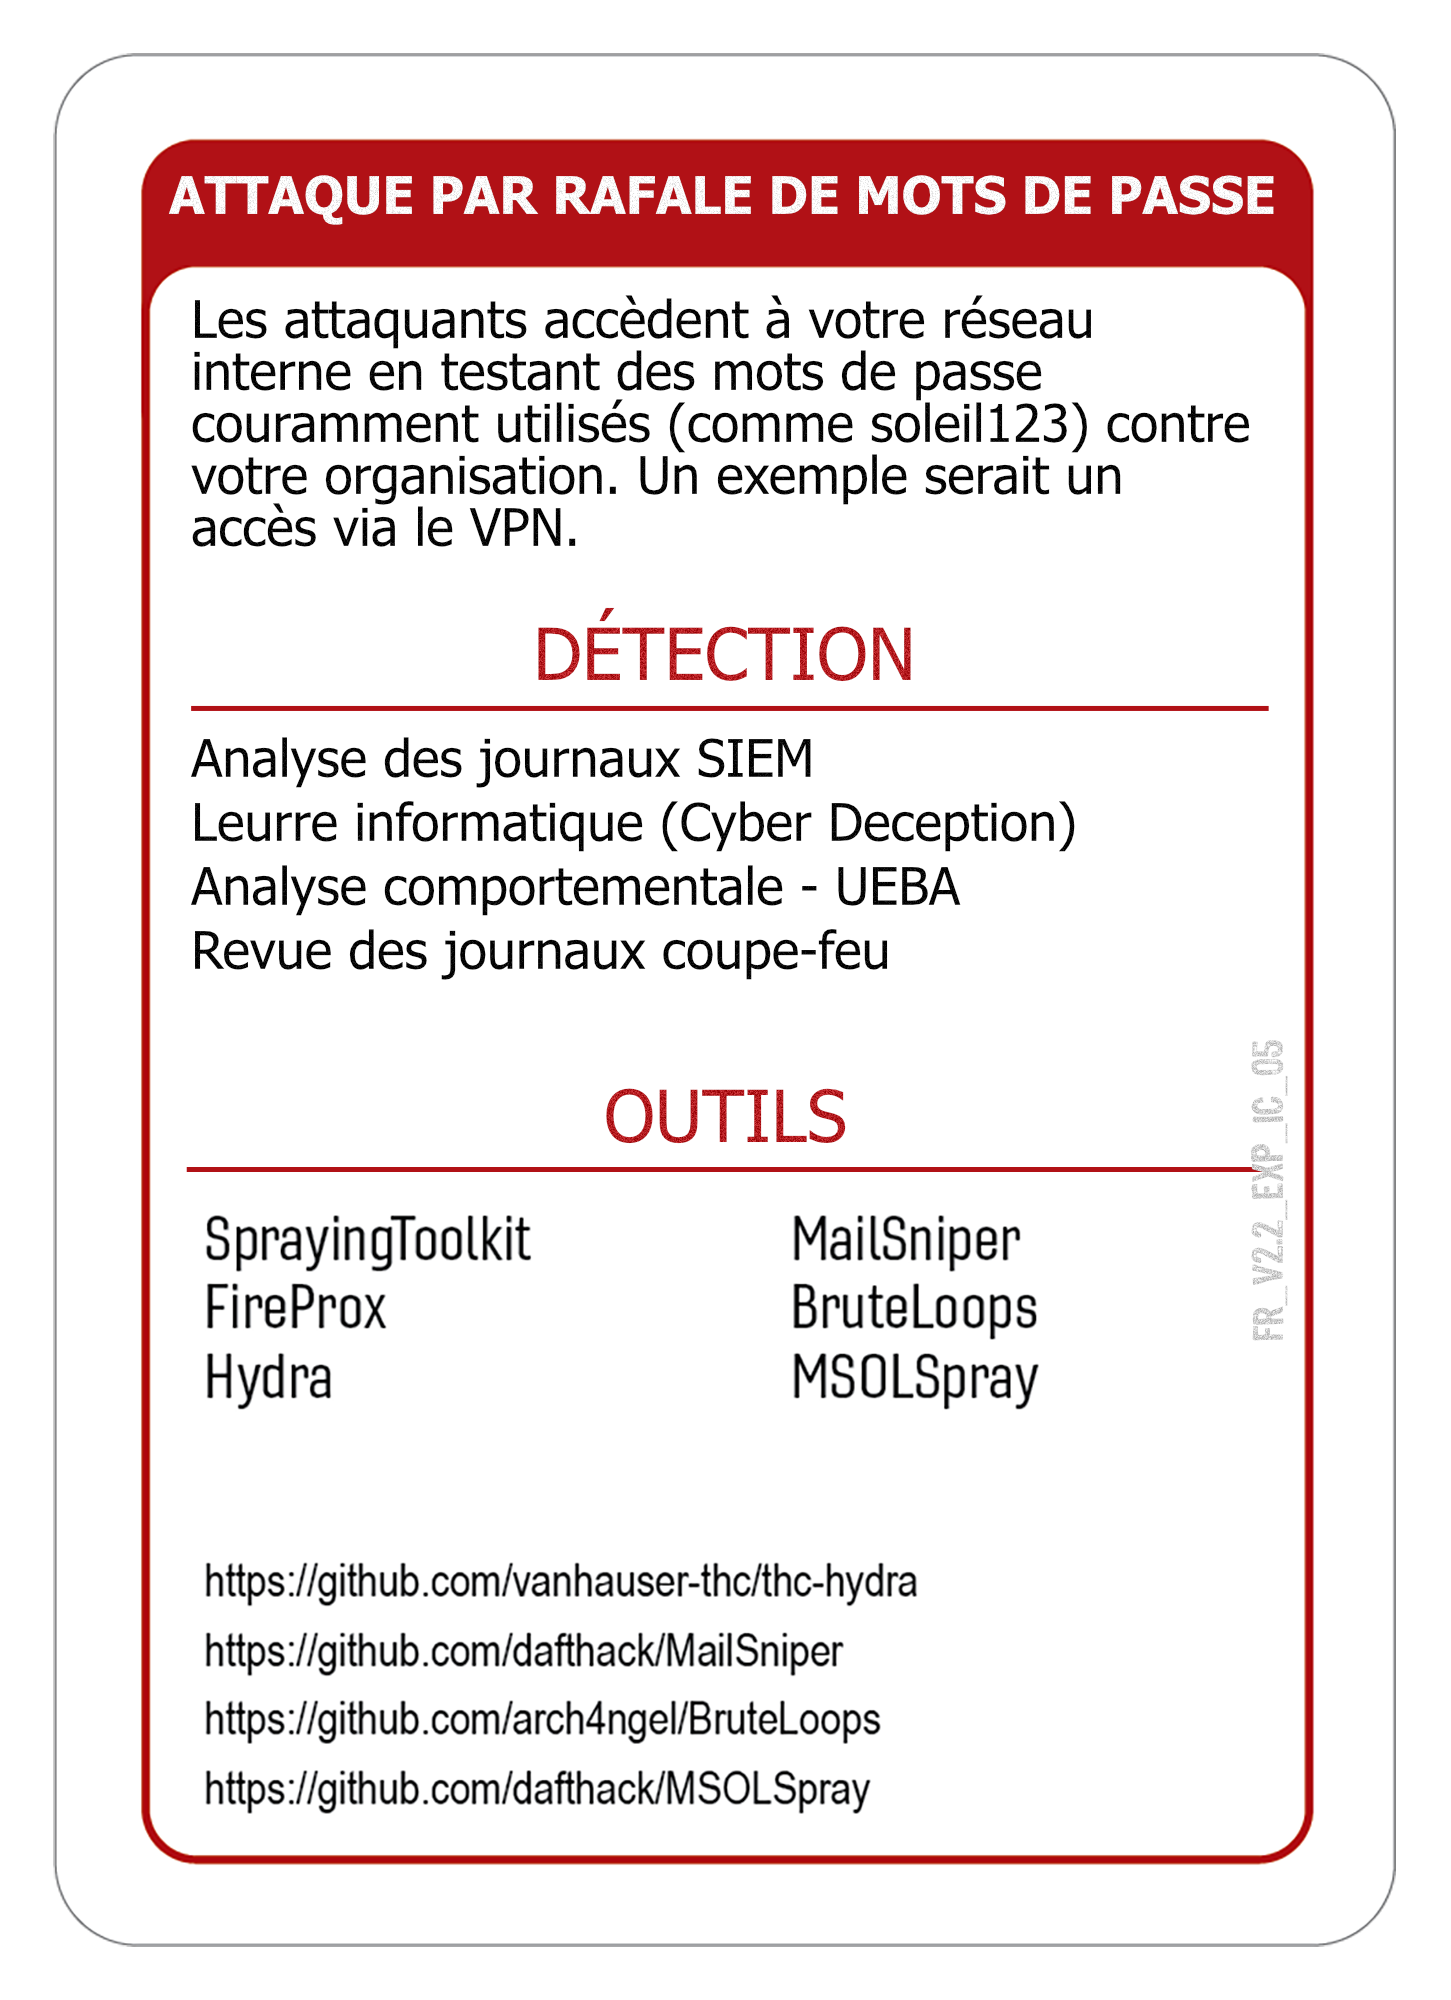 ATTAQUE PAR RAFALE DE MOTS DE PASSE
Les attaquants accèdent à votre réseau
interne en testant des mots de passe
couramment utilisés (comme soleil123) contre
votre organisation. Un exemple serait un
accès via le VPN.
DÉTECTION
Analyse des journaux SIEM
Leurre informatique (Cyber Deception)
Analyse comportementale - UEBA
Revue des journaux coupe-feu
OUTILS
SprayingToolkit
FireProx
Hydra
MailSniper
BruteLoops
MSOLSpray
https://github.com/vanhauser-thc/thc-hydra
https://github.com/dafthack/MailSniper
https://github.com/arch4ngel/BruteLoops
https://github.com/dafthack/MSOLSpray
FR_V2.2_EXP_IC_05